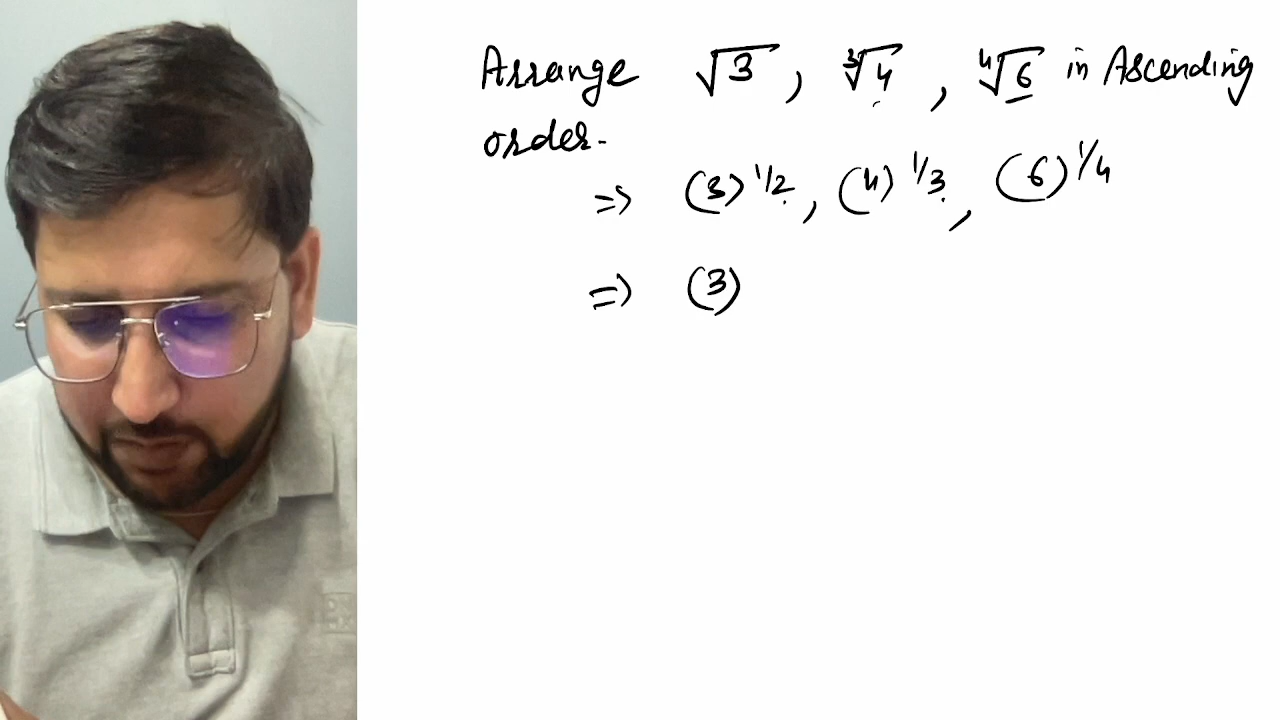 Arrange √3, ∛4, ∜6 in Ascending
order.
⇒ (3)^1/2, (4)^1/3, (6)^1/4
⇒ (3)